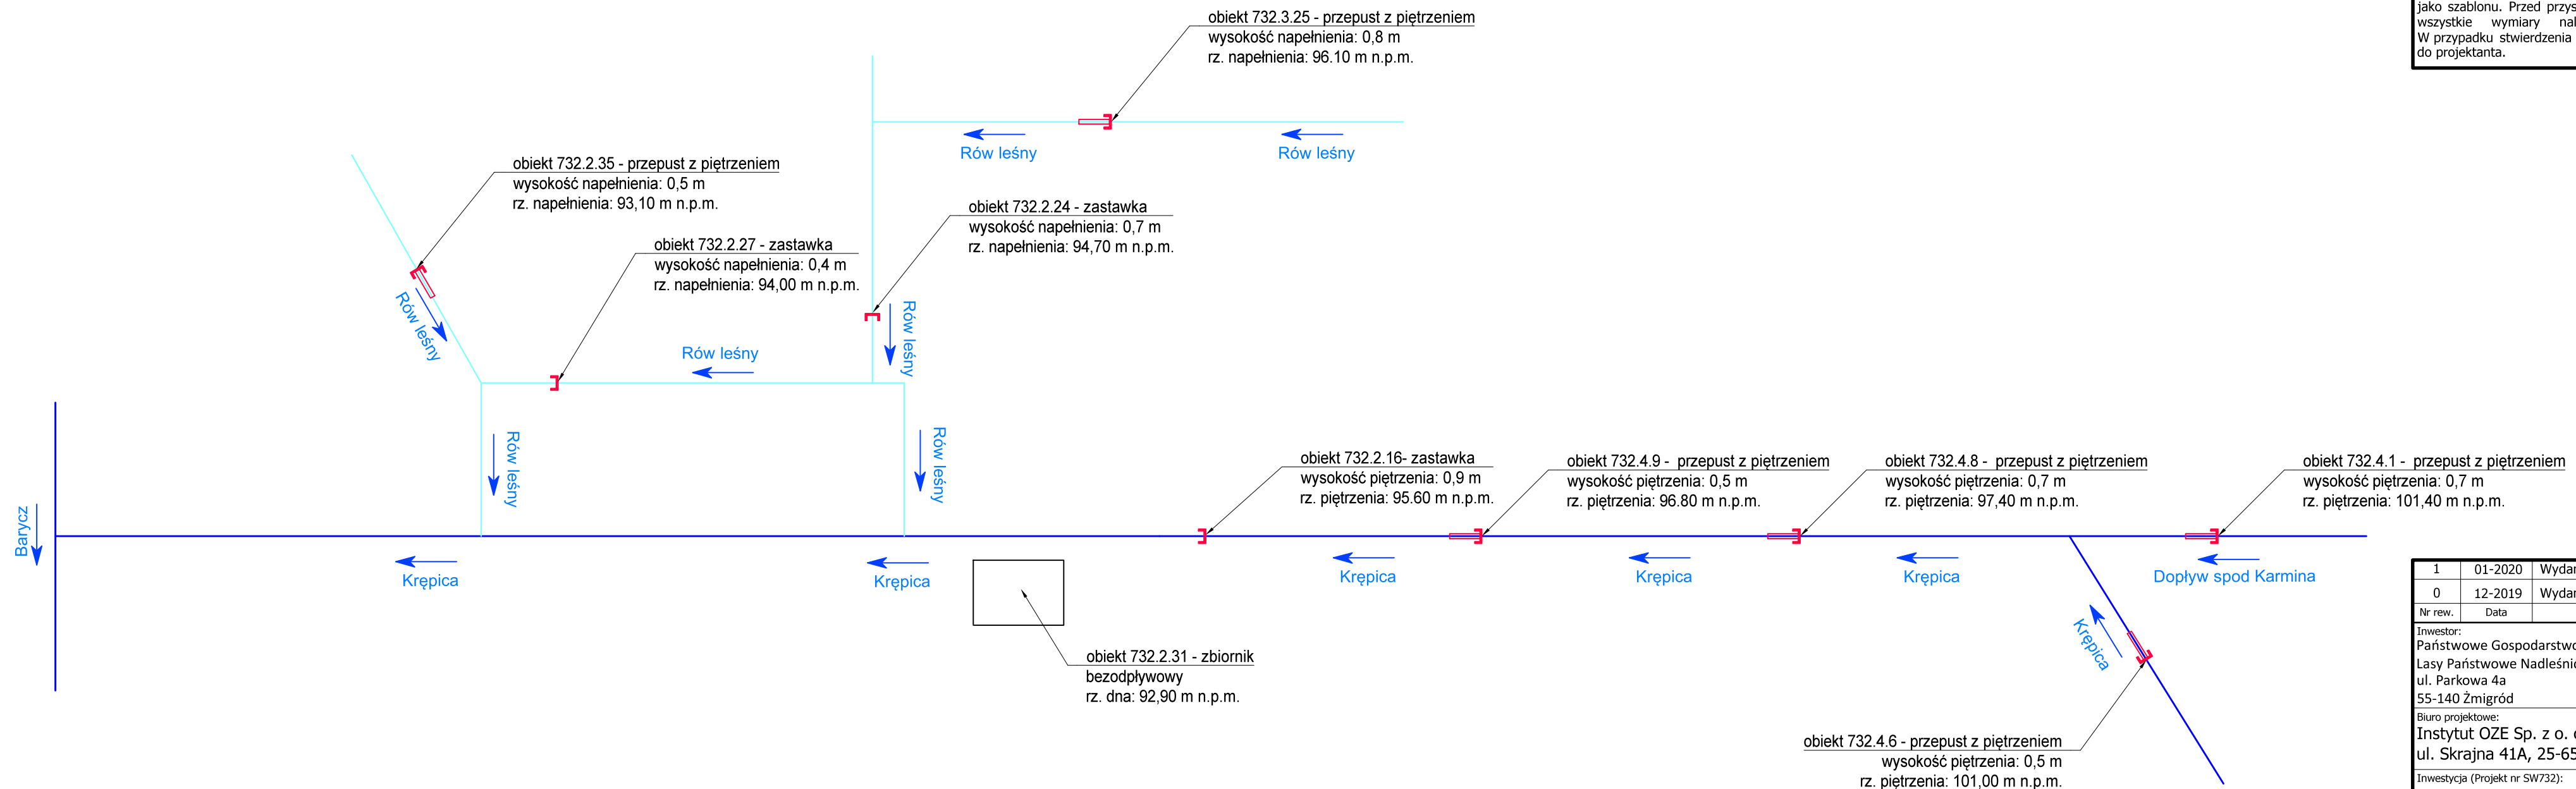 obiekt 732.3.25 - przepust z piętrzeniem
wysokość napełnienia: 0,8 m
rz. napełnienia: 96.10 m n.p.m.
jako szablonu. Przed
wszystkie wymiary
W przypadku stwierdzenia
do projektanta.
Rów leśny
Rów leśny
obiekt 732.2.35 - przepust z piętrzeniem
wysokość napełnienia: 0,5 m
rz. napełnienia: 93,10 m n.p.m.
obiekt 732.2.24 - zastawka
wysokość napełnienia: 0,7 m
rz. napełnienia: 94,70 m n.p.m.
obiekt 732.2.27 - zastawka
wysokość napełnienia: 0,4 m
rz. napełnienia: 94,00 m n.p.m.
Rów leśny
Rów leśny
Rów leśny
Rów leśny
Rów leśny
obiekt 732.2.16- zastawka
wysokość piętrzenia: 0,9 m
rz. piętrzenia: 95.60 m n.p.m.
obiekt 732.4.9 - przepust z piętrzeniem
wysokość piętrzenia: 0,5 m
rz. piętrzenia: 96.80 m n.p.m.
obiekt 732.4.8 - przepust z piętrzeniem
wysokość piętrzenia: 0,7 m
rz. piętrzenia: 97,40 m n.p.m.
obiekt 732.4.1 - przepust z piętrzeniem
wysokość piętrzenia: 0,7 m
rz. piętrzenia: 101,40 m n.p.m.
Barycz
Krępica
Krępica
Krępica
Krępica
Krępica
Dopływ spod Karmina
Krępica
obiekt 732.2.31 - zbiornik
bezodpływowy
rz. dna: 92,90 m n.p.m.
obiekt 732.4.6 - przepust z piętrzeniem
wysokość piętrzenia: 0,5 m
rz. piętrzenia: 101,00 m n.p.m.
1 01-2020
0 12-2019
Nr rew. Data
Inwestor:
Państwowe
Lasy Państwowe
ul. Parkowa 4a
55-140 Żmigród
Biuro projektowe:
Instytut OZE Sp. z o.
ul. Skrajna 41A,
Inwestycja (Projekt nr SW732):